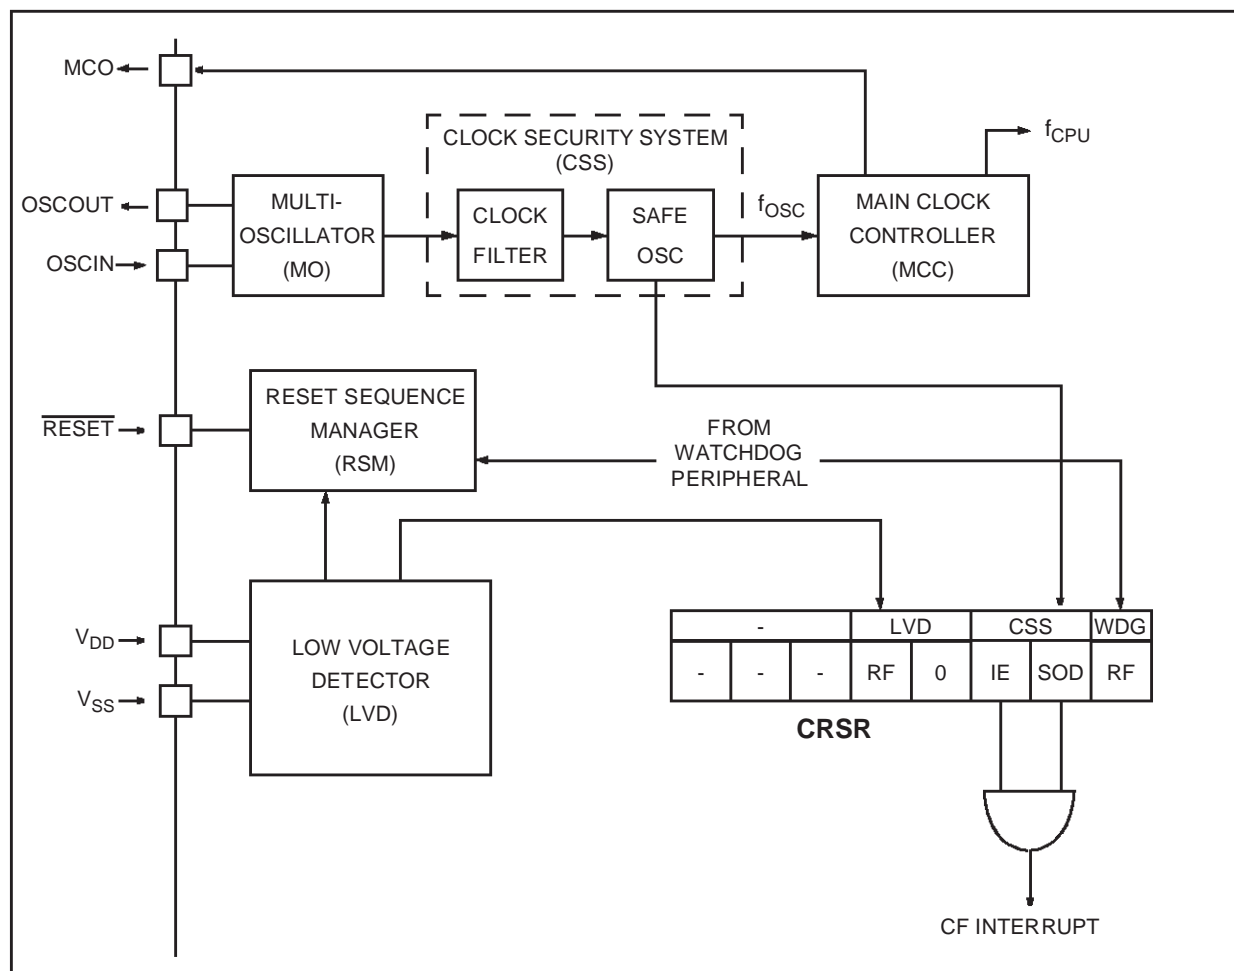 MCO
CLOCK SECURITY SYSTEM
(CSS)
fCPU
OSCOUT
OSCIN
MULTI-
OSCILLATOR
(MO)
CLOCK
FILTER
SAFE
OSC
fOSC
MAIN CLOCK
CONTROLLER
(MCC)
RESET
RESET SEQUENCE
MANAGER
(RSM)
FROM
WATCHDOG
PERIPHERAL
VDD
VSS
LOW VOLTAGE
DETECTOR
(LVD)
- LVD CSS WDG
- - - RF 0 IE SOD RF
CRSR
CF INTERRUPT